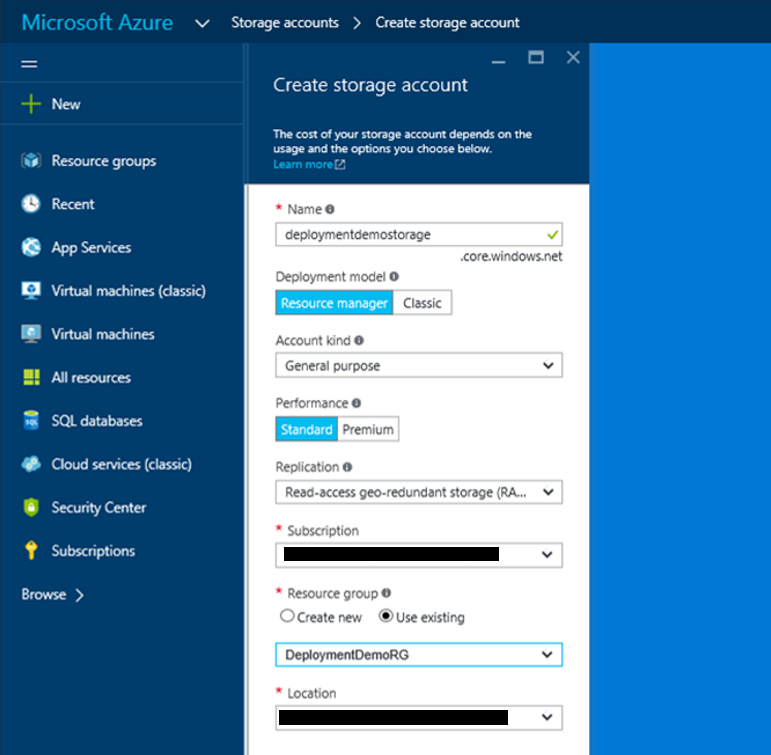 Microsoft Azure Storage accounts > Create storage account
New
Resource groups
Recent
App Services
Virtual machines (classic)
Virtual machines
All resources
SQL databases
Cloud services (classic)
Security Center
Subscriptions
Browse >
Create storage account
The cost of your storage account depends on the
usage and the options you choose below.
Learn more
* Name
deploymentdemostorage
.core.windows.net
Deployment model
Resource manager Classic
Account kind
General purpose
Performance
Standard Premium
Replication
Read-access geo-redundant storage (RA...
* Subscription
* Resource group
Create new Use existing
DeploymentDemoRG
* Location